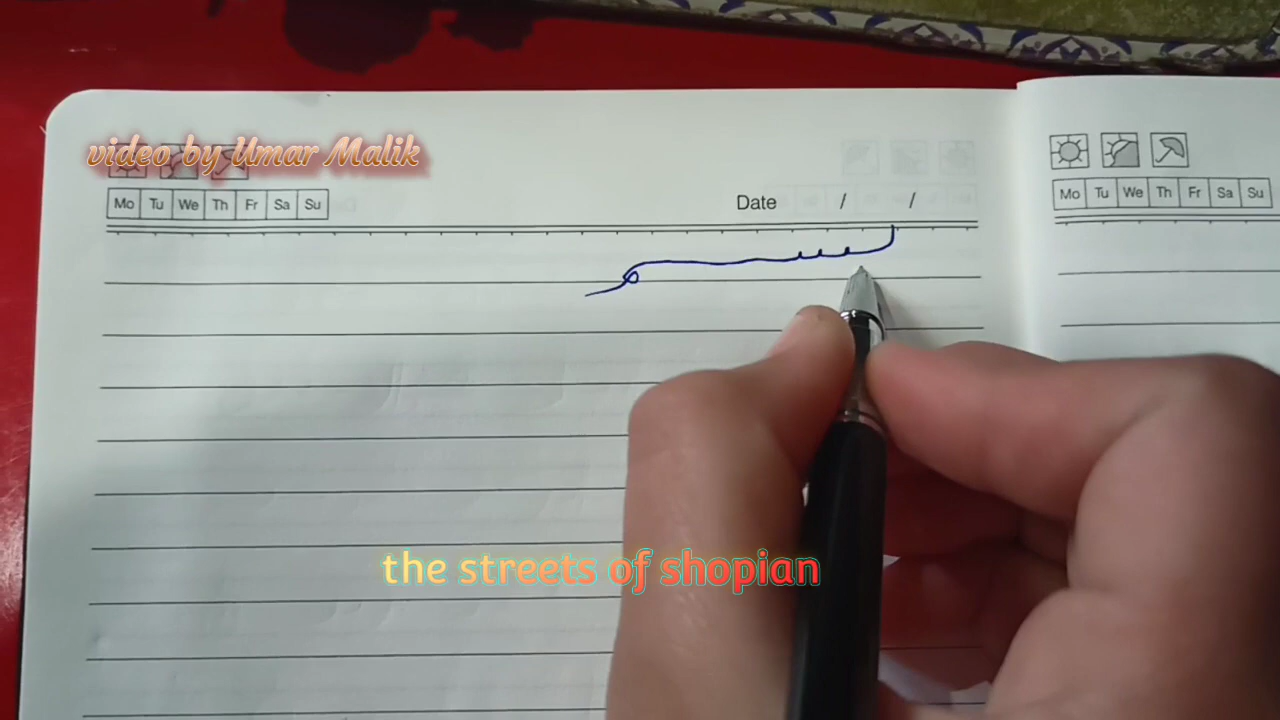 video by Umar Malik
Mo Tu We Th Fr Sa Su
Date / /
Mo Tu We Th Fr Sa Su
بسم
the streets of shopian